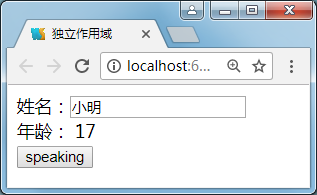 独立作用域
localhost:6...
姓名：小明
年龄： 17
speaking